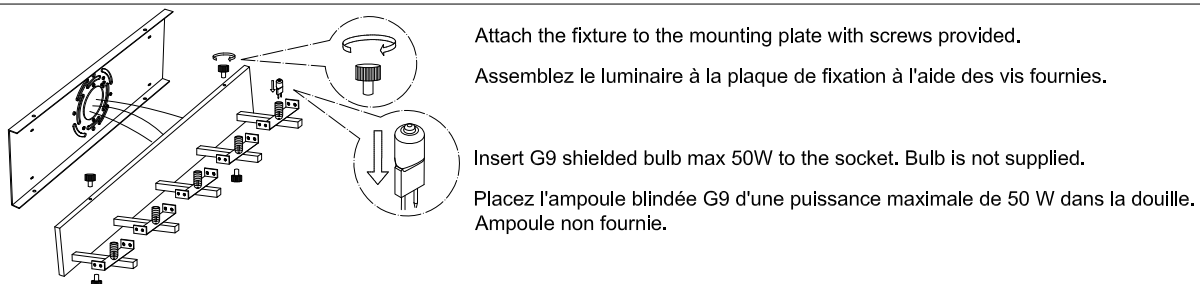 Attach the fixture to the mounting plate with screws provided.
Assemblez le luminaire à la plaque de fixation à l'aide des vis fournies.
Insert G9 shielded bulb max 50W to the socket. Bulb is not supplied.
Placez l'ampoule blindée G9 d'une puissance maximale de 50 W dans la douille.
Ampoule non fournie.